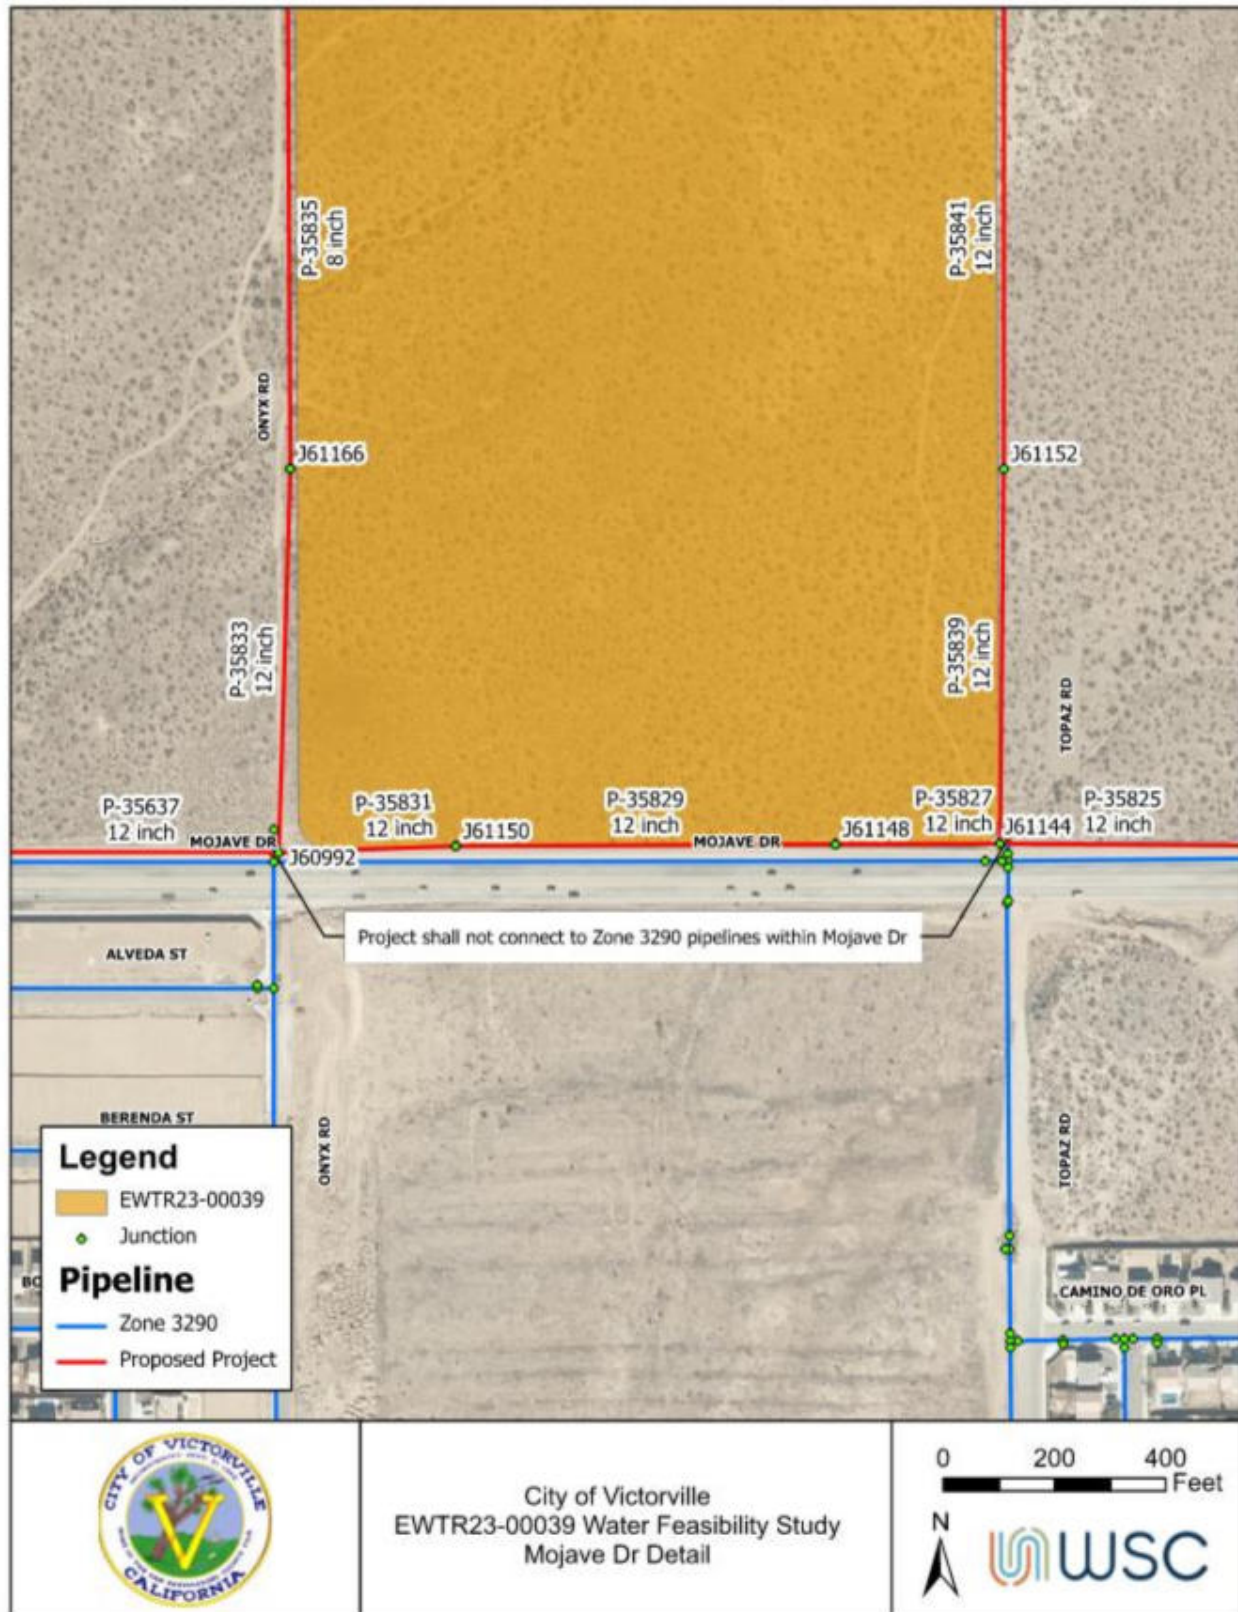 P-35835
8 inch
P-35841
12 inch
ONYX RD
J61166
J61152
P-35833
12 inch
P-35839
12 inch
TOPAZ RD
P-35637
12 inch
P-35831
12 inch
P-35829
12 inch
P-35827
12 inch
P-35825
12 inch
MOJAVE DR
J60992
J61150
MOJAVE DR
J61148
J61144
Project shall not connect to Zone 3290 pipelines within Mojave Dr
ALVEDA ST
BERENDA ST
ONYX RD
TOPAZ RD
BO
CAMINO DE ORO PL
Legend
EWTR23-00039
Junction
Pipeline
Zone 3290
Proposed Project
CITY OF VICTORVILLE
V
CALIFORNIA
City of Victorville
EWTR23-00039 Water Feasibility Study
Mojave Dr Detail
0 200 400
Feet
N
WSC